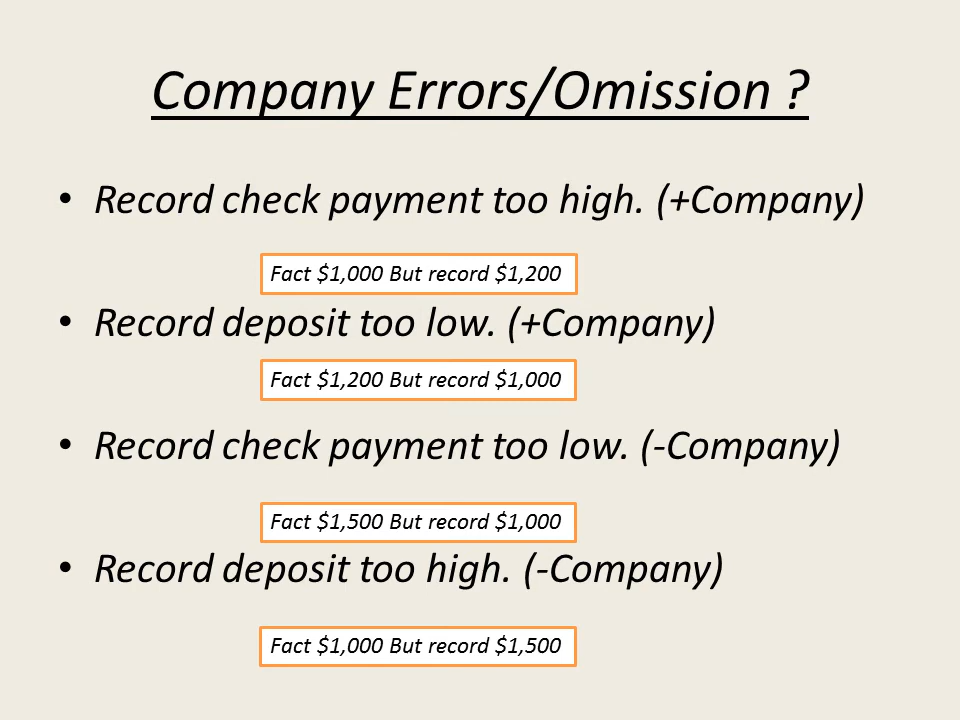 Company Errors/Omission ?
• Record check payment too high. (+Company)
Fact $1,000 But record $1,200
• Record deposit too low. (+Company)
Fact $1,200 But record $1,000
• Record check payment too low. (-Company)
Fact $1,500 But record $1,000
• Record deposit too high. (-Company)
Fact $1,000 But record $1,500